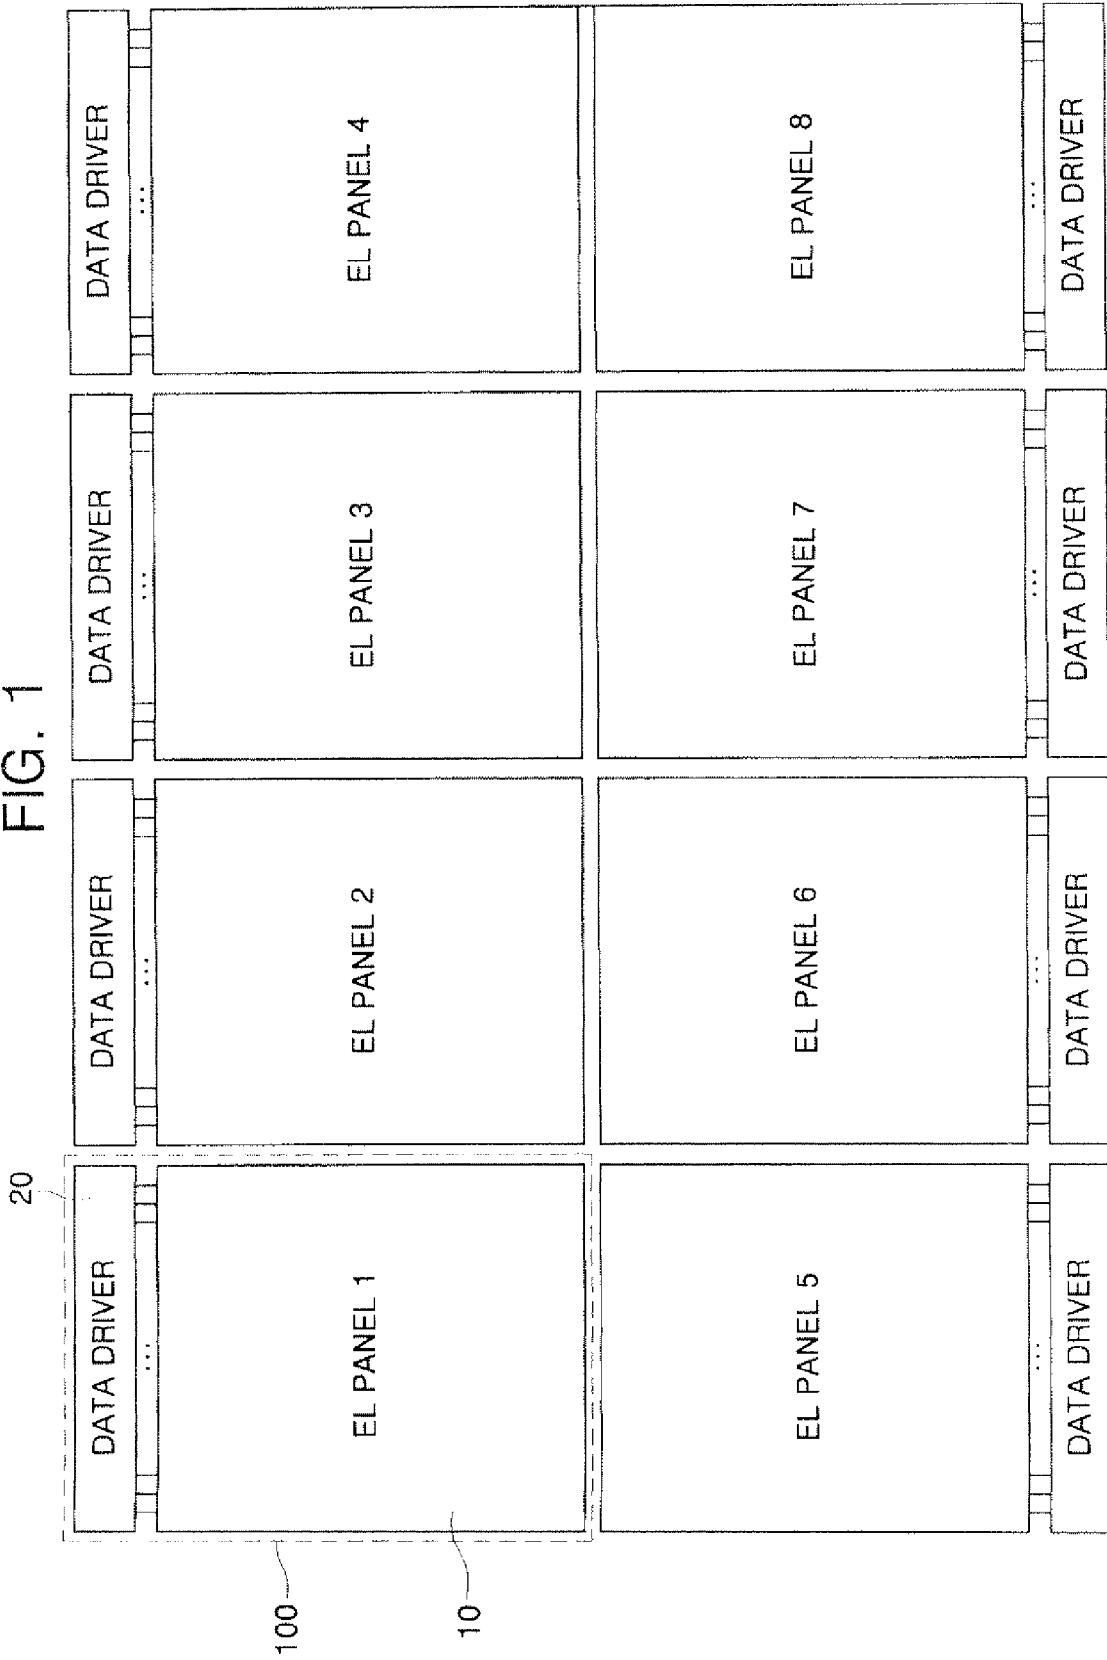 FIG. 1
20
DATA DRIVER
DATA DRIVER
DATA DRIVER
DATA DRIVER
...
...
...
...
100
EL PANEL 1
EL PANEL 2
EL PANEL 3
EL PANEL 4
10
EL PANEL 5
EL PANEL 6
EL PANEL 7
EL PANEL 8
...
...
...
...
DATA DRIVER
DATA DRIVER
DATA DRIVER
DATA DRIVER